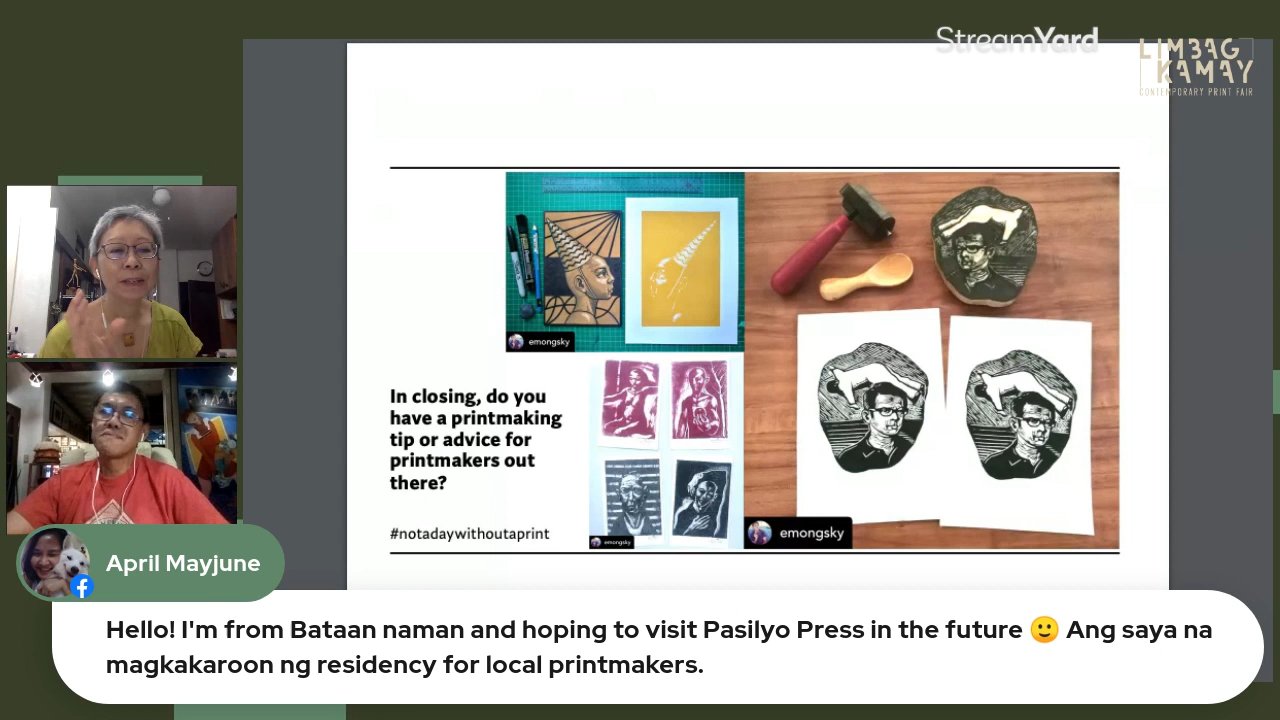 StreamYard
LIMBAG
KAMAY
CONTEMPORARY PRINT FAIR
emongsky
In closing, do you
have a printmaking
tip or advice for
printmakers out
there?
#notadaywithoutaprint
emongsky
emongsky
April Mayjune
Hello! I'm from Bataan naman and hoping to visit Pasilyo Press in the future 🙂 Ang saya na
magkakaroon ng residency for local printmakers.